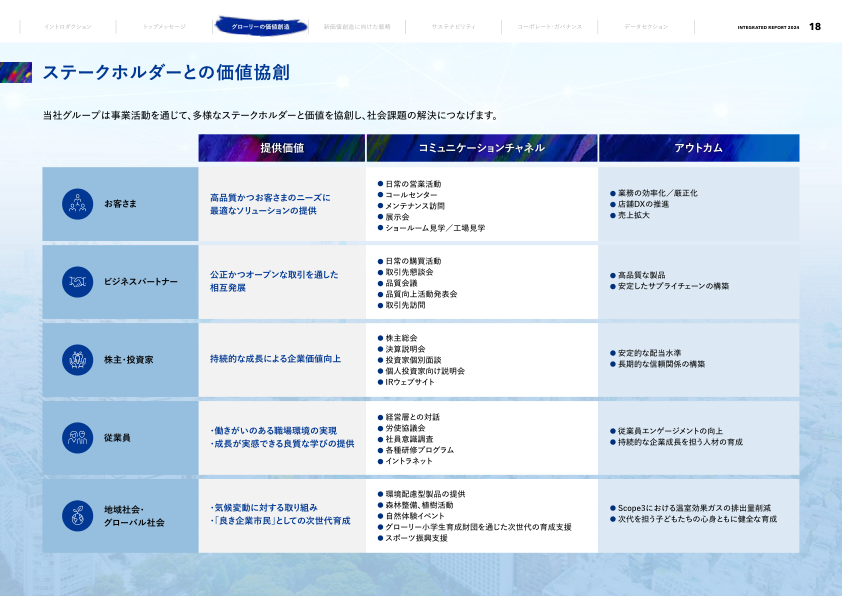 イントロダクション
トップメッセージ
グローリーの価値創造
新価値創造に向けた戦略
サステナビリティ
コーポレート・ガバナンス
データセクション
INTEGRATED REPORT 2024 18
ステークホルダーとの価値協創
当社グループは事業活動を通じて、多様なステークホルダーと価値を協創し、社会課題の解決につなげます。
提供価値
コミュニケーションチャネル
アウトカム
お客さま
高品質かつお客さまのニーズに
最適なソリューションの提供
●日常の営業活動
●コールセンター
●メンテナンス訪問
●展示会
●ショールーム見学／工場見学
●業務の効率化／厳正化
●店舗DXの推進
●売上拡大
ビジネスパートナー
公正かつオープンな取引を通した
相互発展
●日常の購買活動
●取引先懇談会
●品質会議
●品質向上活動発表会
●取引先訪問
●高品質な製品
●安定したサプライチェーンの構築
株主・投資家
持続的な成長による企業価値向上
●株主総会
●決算説明会
●投資家個別面談
●個人投資家向け説明会
●IRウェブサイト
●安定的な配当水準
●長期的な信頼関係の構築
従業員
・働きがいのある職場環境の実現
・成長が実感できる良質な学びの提供
●経営層との対話
●労使協議会
●社員意識調査
●各種研修プログラム
●イントラネット
●従業員エンゲージメントの向上
●持続的な企業成長を担う人材の育成
地域社会・
グローバル社会
・気候変動に対する取り組み
・「良き企業市民」としての次世代育成
●環境配慮型製品の提供
●森林整備、植樹活動
●自然体験イベント
●グローリー小学生育成財団を通じた次世代の育成支援
●スポーツ振興支援
●Scope3における温室効果ガスの排出量削減
●次代を担う子どもたちの心身ともに健全な育成